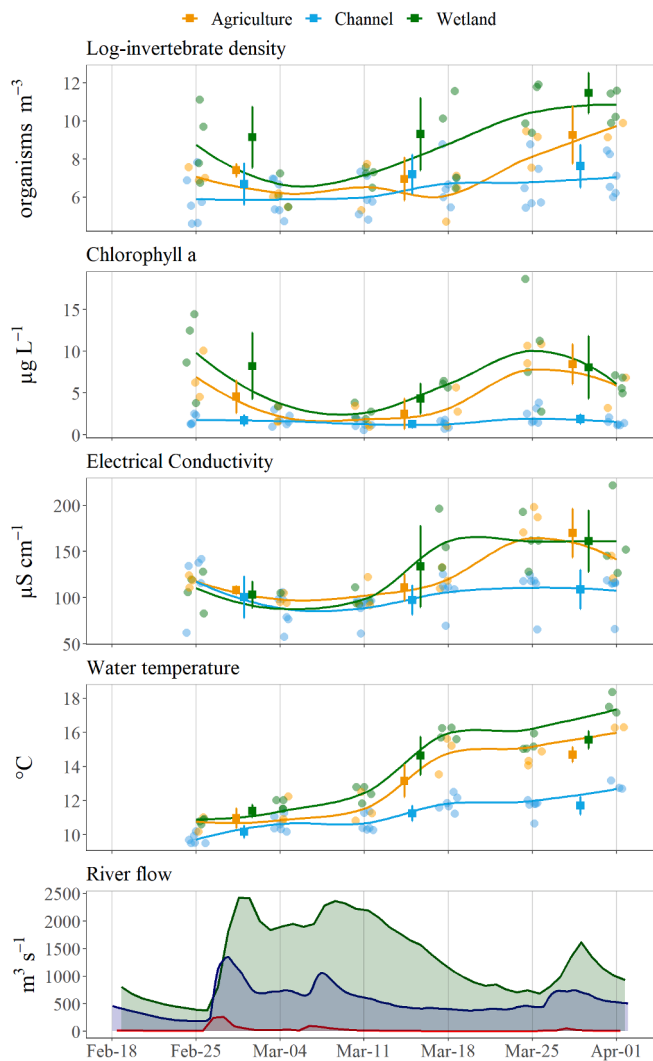 Agriculture Channel Wetland
Log-invertebrate density
organisms m⁻³
12
10
8
6
Chlorophyll a
µg L⁻¹
15
10
5
0
Electrical Conductivity
µS cm⁻¹
200
150
100
50
Water temperature
°C
18
16
14
12
10
River flow
m³ s⁻¹
2500
2000
1500
1000
500
0
Feb-18 Feb-25 Mar-04 Mar-11 Mar-18 Mar-25 Apr-01